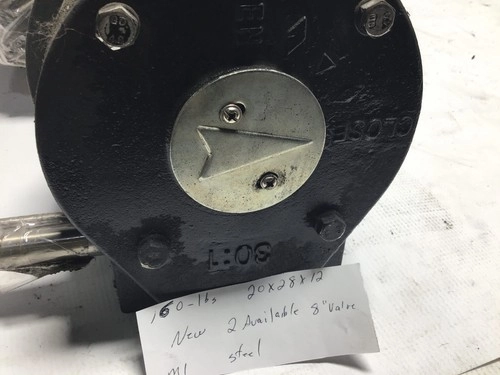 CLOSE
30:1
160-lbs 20x28x12
New 2 Available 8" Valve
steel